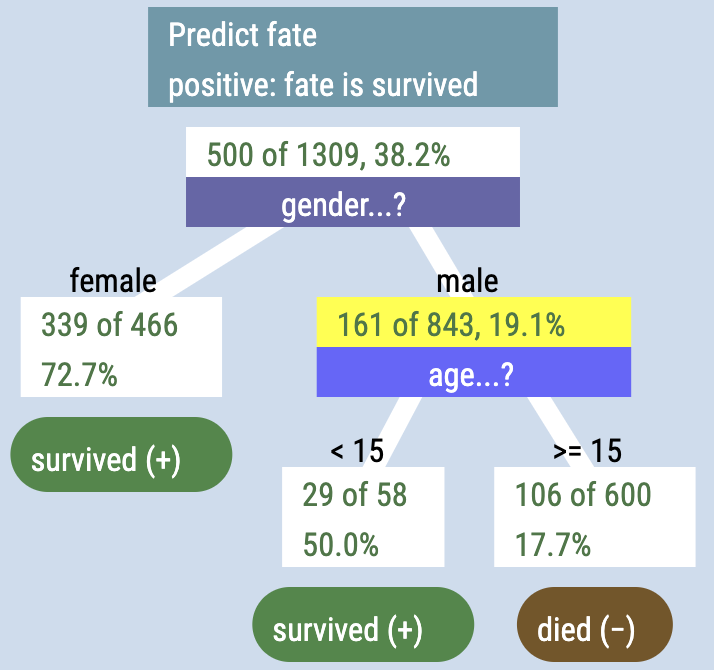 Predict fate
positive: fate is survived
500 of 1309, 38.2%
gender...?
female
339 of 466
72.7%
survived (+)
male
161 of 843, 19.1%
age...?
< 15
29 of 58
50.0%
survived (+)
>= 15
106 of 600
17.7%
died (−)